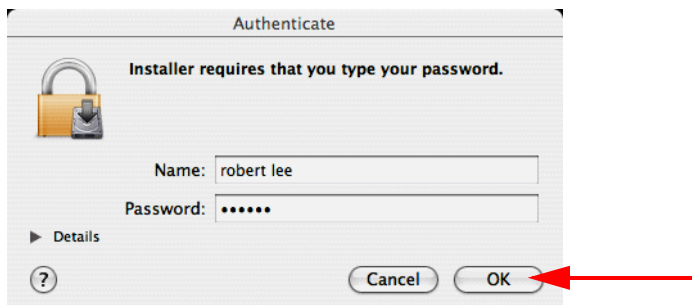 Authenticate
Installer requires that you type your password.
Name: robert lee
Password: ••••••
Details
? Cancel OK